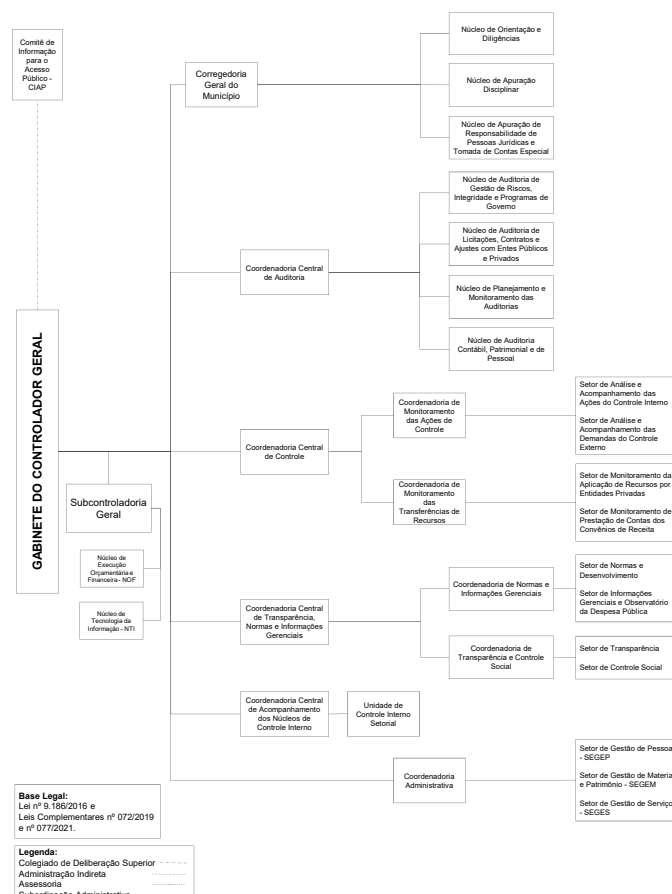 Comitê de
Informação
para o
Acesso
Público -
CIAP
GABINETE DO CONTROLADOR GERAL
Subcontroladoria
Geral
Núcleo de
Execução
Orçamentária e
Financeira - NOF
Núcleo de
Tecnologia da
Informação - NTI
Corregedoria
Geral do
Município
Núcleo de Orientação e
Diligências
Núcleo de Apuração
Disciplinar
Núcleo de Apuração de
Responsabilidade de
Pessoas Jurídicas e
Tomada de Contas Especial
Coordenadoria Central
de Auditoria
Núcleo de Auditoria de
Gestão de Riscos,
Integridade e Programas de
Governo
Núcleo de Auditoria de
Licitações, Contratos e
Ajustes com Entes Públicos
e Privados
Núcleo de Planejamento e
Monitoramento das
Auditorias
Núcleo de Auditoria
Contábil, Patrimonial e de
Pessoal
Coordenadoria Central
de Controle
Coordenadoria de
Monitoramento
das Ações de
Controle
Setor de Análise e
Acompanhamento das
Ações do Controle Interno
Setor de Análise e
Acompanhamento das
Demandas do Controle
Externo
Coordenadoria de
Monitoramento
das
Transferências de
Recursos
Setor de Monitoramento da
Aplicação de Recursos por
Entidades Privadas
Setor de Monitoramento de
Prestação de Contas dos
Convênios de Receita
Coordenadoria Central
de Transparência,
Normas e Informações
Gerenciais
Coordenadoria de Normas e
Informações Gerenciais
Setor de Normas e
Desenvolvimento
Setor de Informações
Gerenciais e Observatório
da Despesa Pública
Coordenadoria de
Transparência e Controle
Social
Setor de Transparência
Setor de Controle Social
Coordenadoria Central
de Acompanhamento
dos Núcleos de
Controle Interno
Unidade de
Controle Interno
Setorial
Coordenadoria
Administrativa
Setor de Gestão de Pessoa
- SEGEP
Setor de Gestão de Materia
e Patrimônio - SEGEM
Setor de Gestão de Serviço
- SEGES
Base Legal:
Lei nº 9.186/2016 e
Leis Complementares nº 072/2019
e nº 077/2021.
Legenda:
Colegiado de Deliberação Superior
Administração Indireta
Assessoria
Subordinação Administrativa